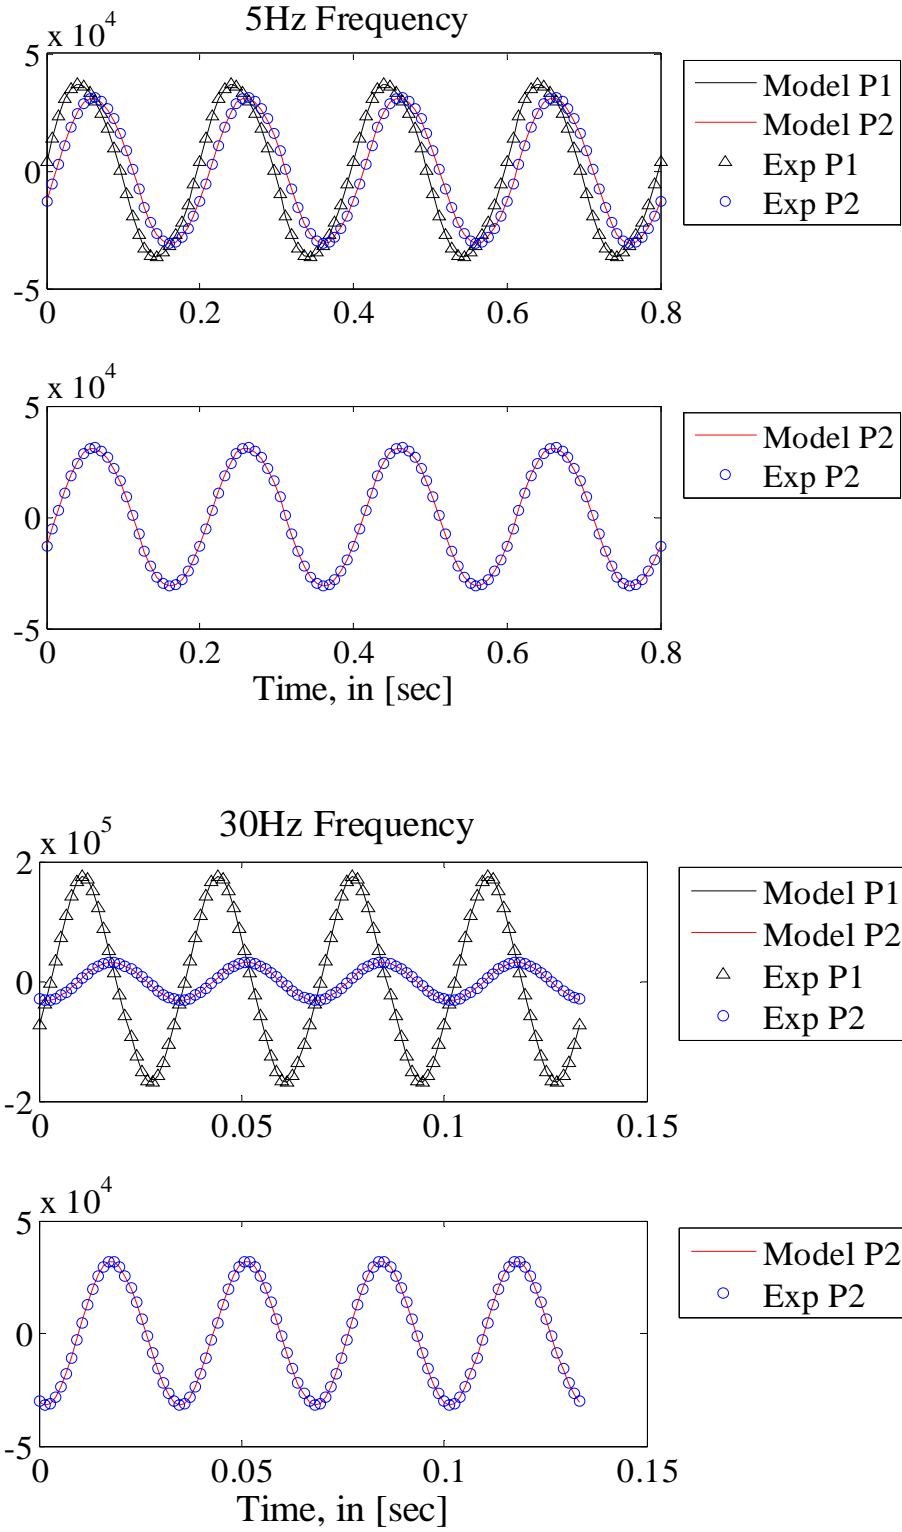 5Hz Frequency
x 10^4
5
0
-5
0 0.2 0.4 0.6 0.8
Model P1
Model P2
Exp P1
Exp P2
x 10^4
5
0
-5
0 0.2 0.4 0.6 0.8
Time, in [sec]
Model P2
Exp P2
30Hz Frequency
x 10^5
2
0
-2
0 0.05 0.1 0.15
Model P1
Model P2
Exp P1
Exp P2
x 10^4
5
0
-5
0 0.05 0.1 0.15
Time, in [sec]
Model P2
Exp P2